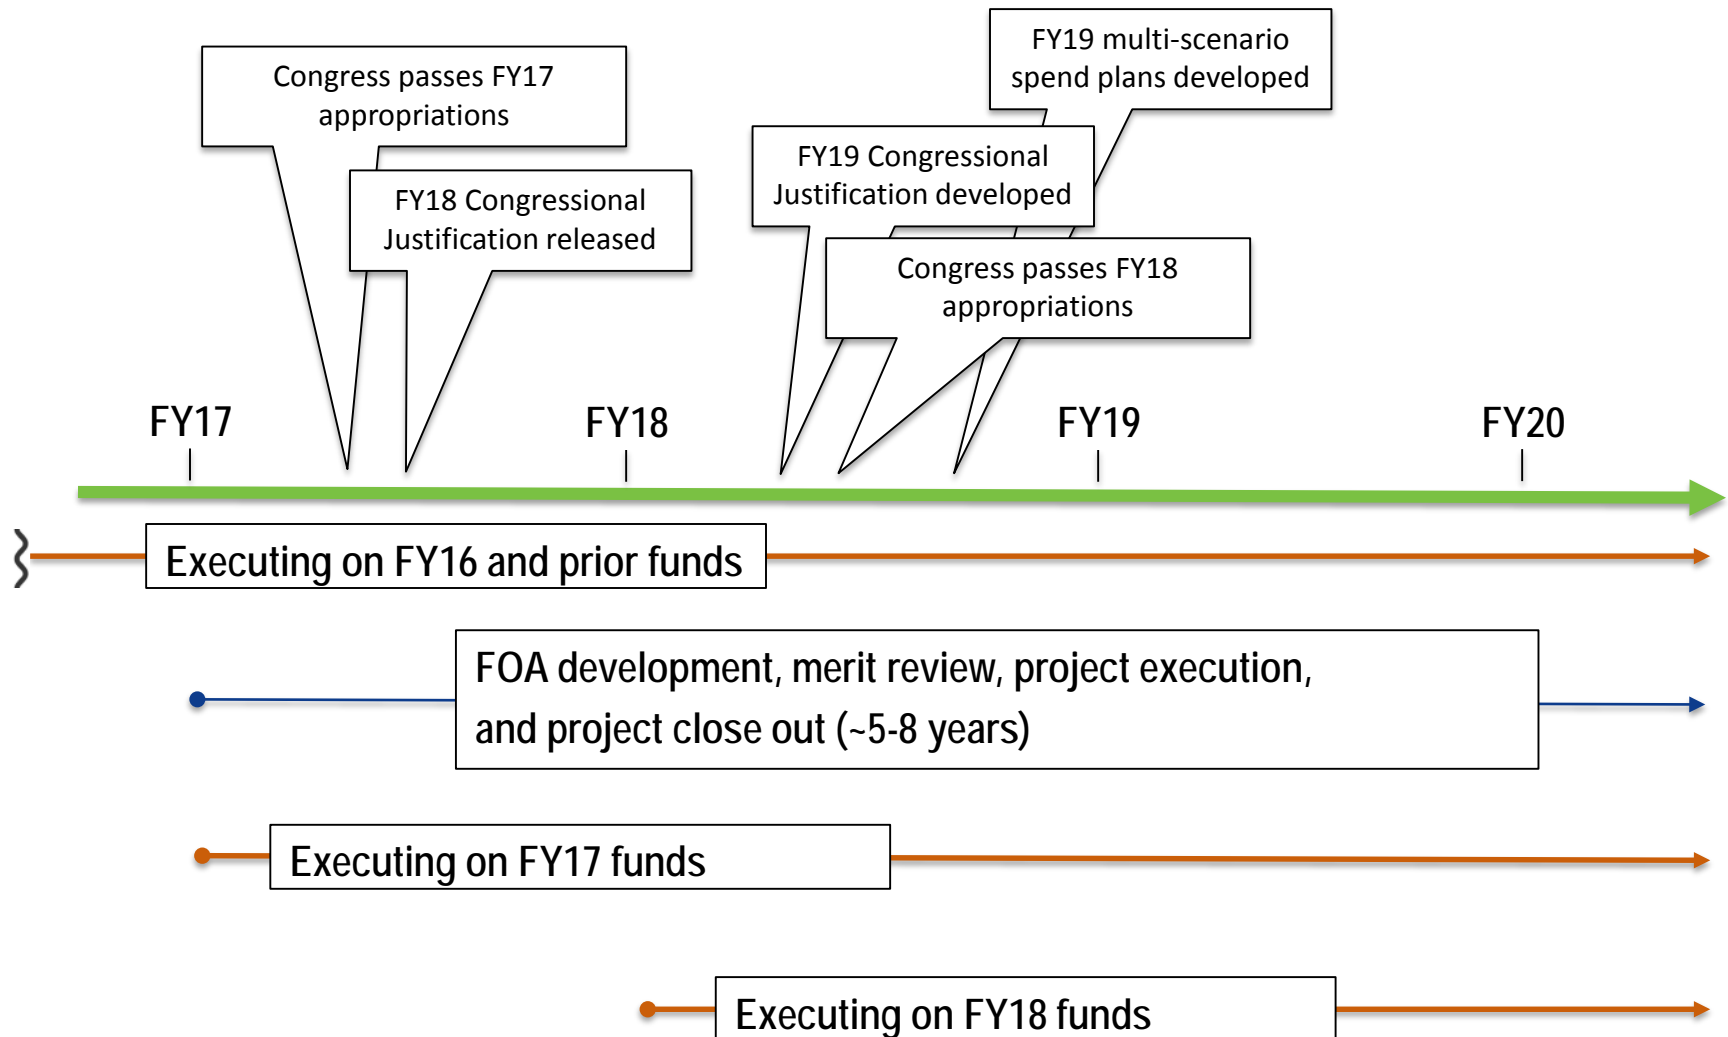 FY19 multi-scenario
spend plans developed
Congress passes FY17
appropriations
FY19 Congressional
Justification developed
FY18 Congressional
Justification released
Congress passes FY18
appropriations
FY17
FY18
FY19
FY20
Executing on FY16 and prior funds
FOA development, merit review, project execution,
and project close out (~5-8 years)
Executing on FY17 funds
Executing on FY18 funds